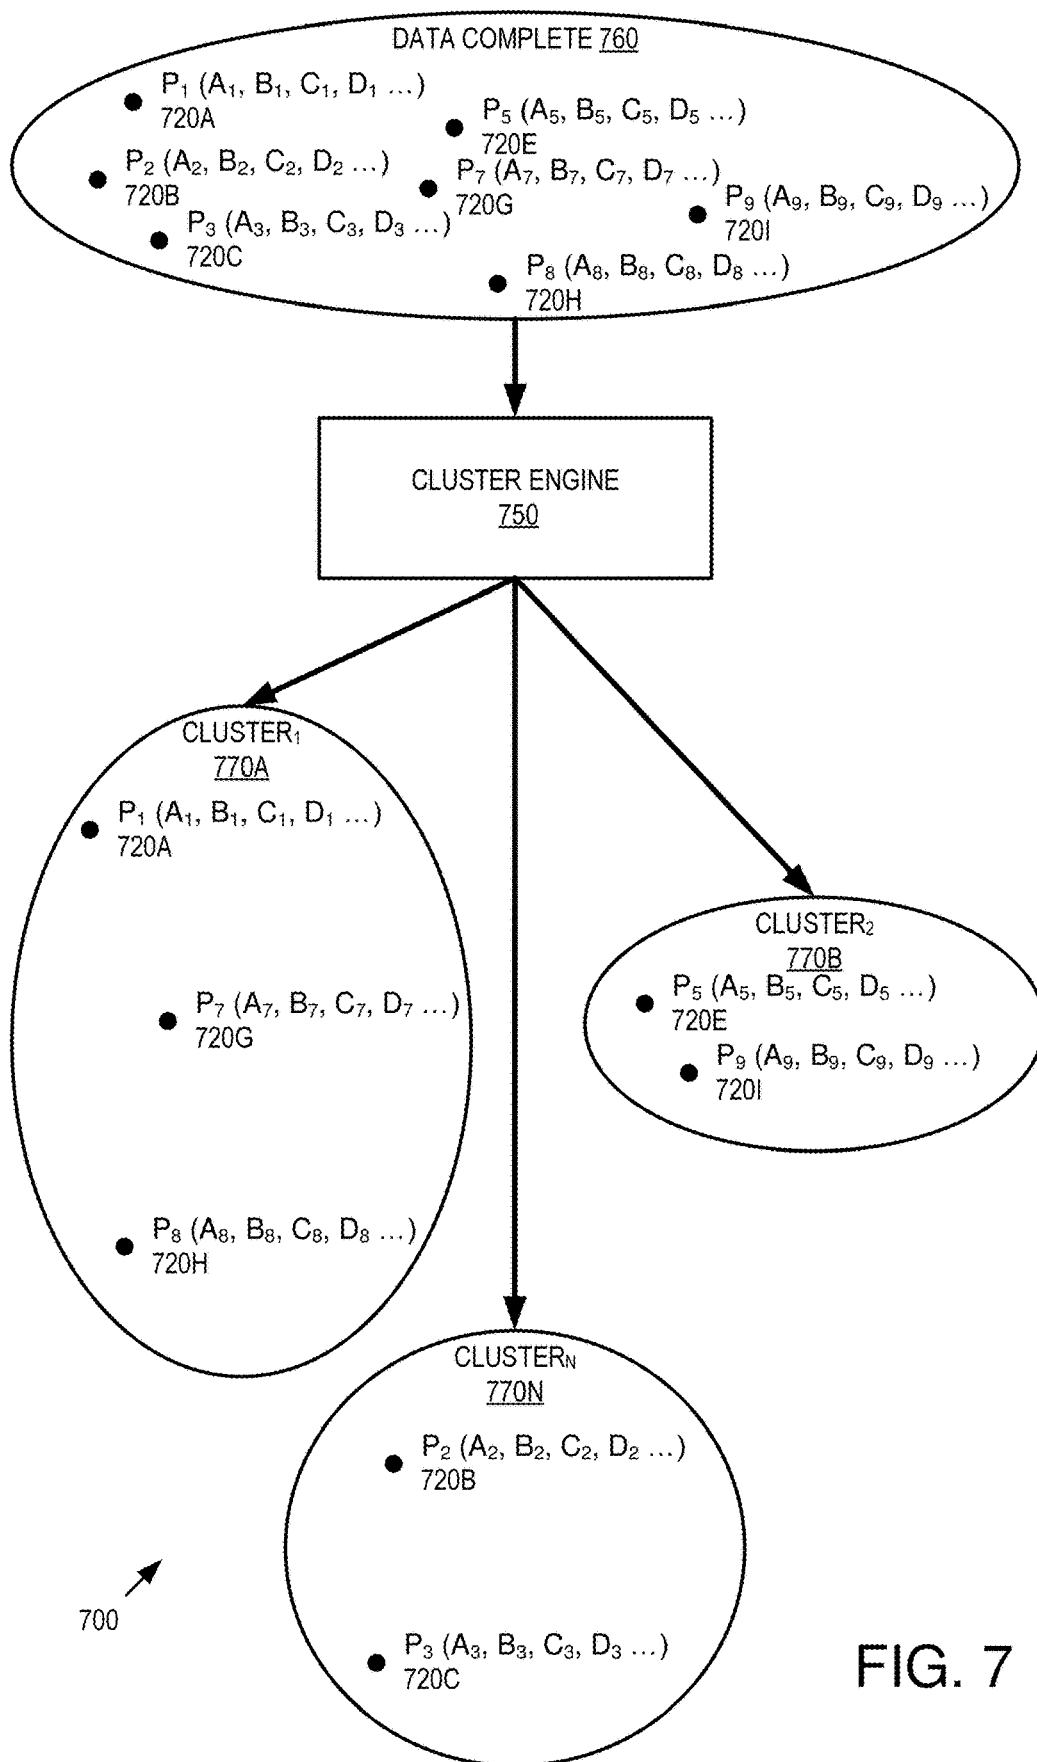 DATA COMPLETE 760
P₁ (A₁, B₁, C₁, D₁ ...)
720A
P₅ (A₅, B₅, C₅, D₅ ...)
720E
P₂ (A₂, B₂, C₂, D₂ ...)
720B
P₇ (A₇, B₇, C₇, D₇ ...)
720G
P₉ (A₉, B₉, C₉, D₉ ...)
720I
P₃ (A₃, B₃, C₃, D₃ ...)
720C
P₈ (A₈, B₈, C₈, D₈ ...)
720H
CLUSTER ENGINE
750
CLUSTER₁
770A
P₁ (A₁, B₁, C₁, D₁ ...)
720A
P₇ (A₇, B₇, C₇, D₇ ...)
720G
P₈ (A₈, B₈, C₈, D₈ ...)
720H
CLUSTER₂
770B
P₅ (A₅, B₅, C₅, D₅ ...)
720E
P₉ (A₉, B₉, C₉, D₉ ...)
720I
CLUSTER_N
770N
P₂ (A₂, B₂, C₂, D₂ ...)
720B
P₃ (A₃, B₃, C₃, D₃ ...)
720C
700
FIG. 7